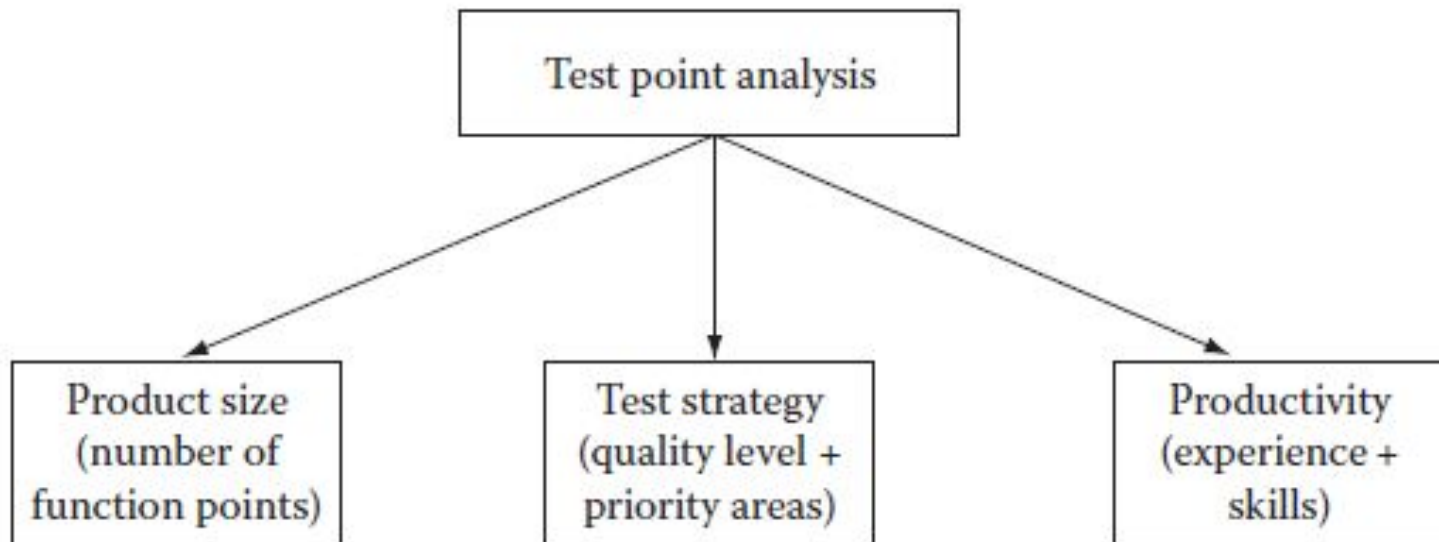 Test point analysis
Product size
(number of
function points)
Test strategy
(quality level +
priority areas)
Productivity
(experience +
skills)